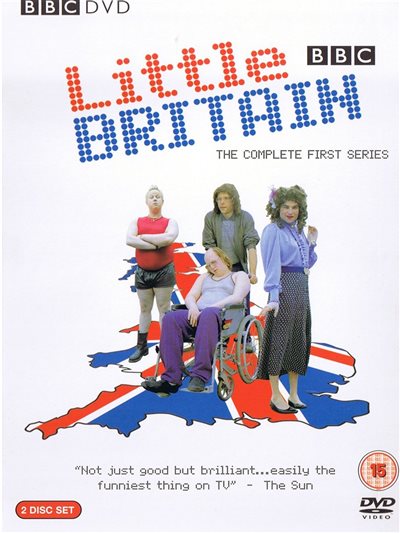 BBC DVD
BBC
Little
BRITAIN
THE COMPLETE FIRST SERIES
"Not just good but brilliant...easily the
funniest thing on TV" - The Sun
15
2 DISC SET
DVD
VIDEO